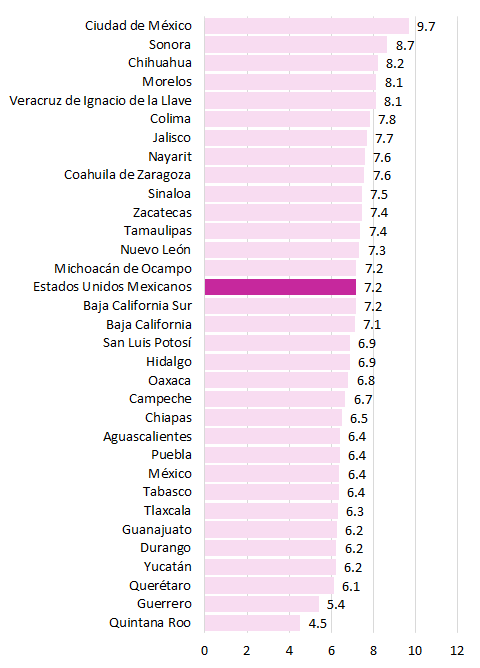 Ciudad de México 9.7
Sonora 8.7
Chihuahua 8.2
Morelos 8.1
Veracruz de Ignacio de la Llave 8.1
Colima 7.8
Jalisco 7.7
Nayarit 7.6
Coahuila de Zaragoza 7.6
Sinaloa 7.5
Zacatecas 7.4
Tamaulipas 7.4
Nuevo León 7.3
Michoacán de Ocampo 7.2
Estados Unidos Mexicanos 7.2
Baja California Sur 7.2
Baja California 7.1
San Luis Potosí 6.9
Hidalgo 6.9
Oaxaca 6.8
Campeche 6.7
Chiapas 6.5
Aguascalientes 6.4
Puebla 6.4
México 6.4
Tabasco 6.4
Tlaxcala 6.3
Guanajuato 6.2
Durango 6.2
Yucatán 6.2
Querétaro 6.1
Guerrero 5.4
Quintana Roo 4.5
0 2 4 6 8 10 12